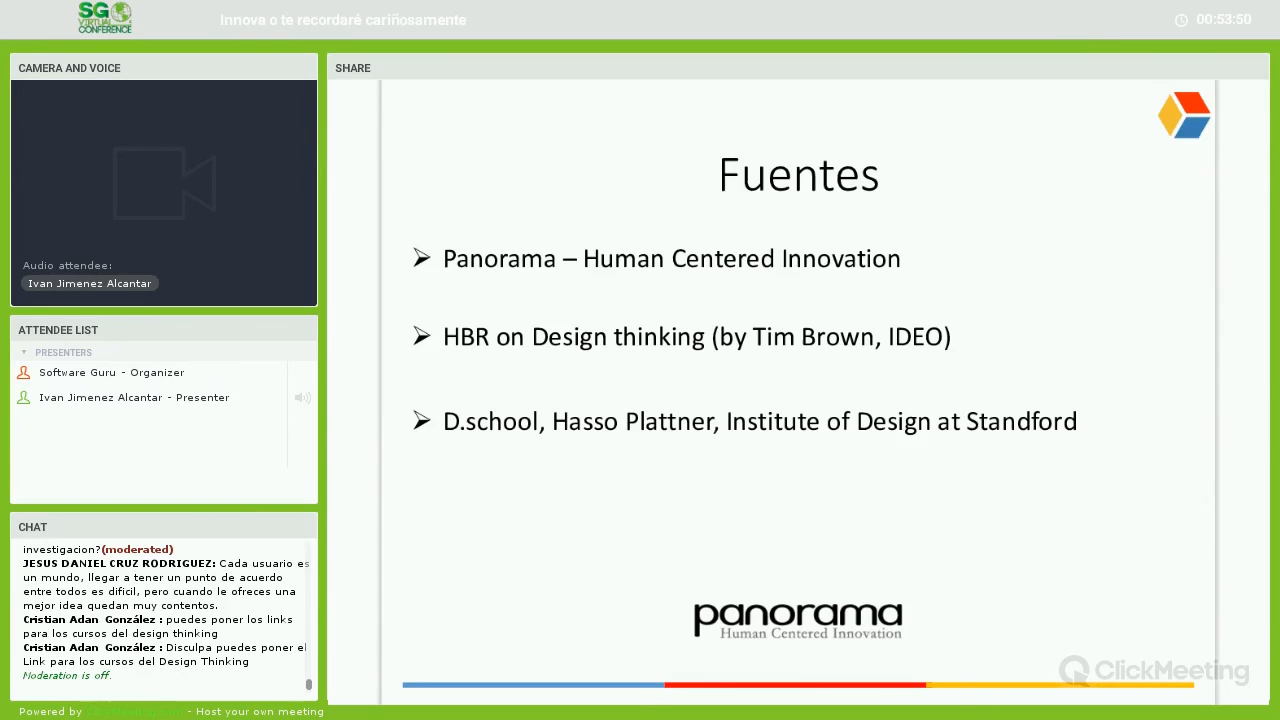 SG
VIRTUAL
CONFERENCE
Innova o te recordaré cariñosamente
00:53:50
CAMERA AND VOICE
Audio attendee:
Ivan Jimenez Alcantar
ATTENDEE LIST
PRESENTERS
Software Guru - Organizer
Ivan Jimenez Alcantar - Presenter
CHAT
investigacion?(moderated)
JESUS DANIEL CRUZ RODRIGUEZ: Cada usuario es
un mundo, llegar a tener un punto de acuerdo
entre todos es dificil, pero cuando le ofreces una
mejor idea quedan muy contentos.
Cristian Adan González : puedes poner los links
para los cursos del design thinking
Cristian Adan González : Disculpa puedes poner el
Link para los cursos del Design Thinking
Moderation is off.
Powered by - Host your own meeting
SHARE
Fuentes
Panorama – Human Centered Innovation
HBR on Design thinking (by Tim Brown, IDEO)
D.school, Hasso Plattner, Institute of Design at Standford
panorama
Human Centered Innovation
ClickMeeting